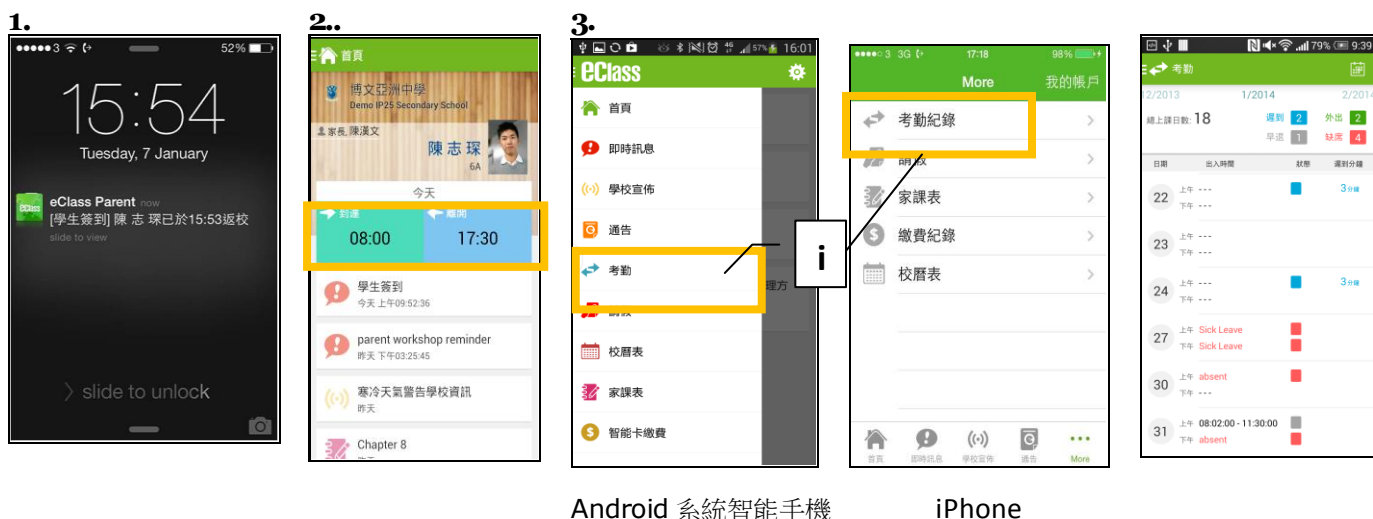 1.
3
52%
15:54
Tuesday, 7 January
eClass Parent now
[學生簽到] 陳 志 琛已於15:53返校
slide to view
slide to unlock
2..
首頁
博文亞洲中學
Demo IP25 Secondary School
家長, 陳漢文
陳 志 琛
6A
今天
到達
離開
08:00
17:30
學生簽到
今天 上午09:52:36
parent workshop reminder
昨天 下午03:25:45
寒冷天氣警告學校資訊
昨天
Chapter 8
3.
57% 16:01
eClass
首頁
即時訊息
學校宣佈
通告
考勤
理方
校曆表
家課表
智能卡繳費
Android 系統智能手機
i
3 3G 17:18 98%
More 我的帳戶
考勤紀錄
請假
家課表
繳費紀錄
校曆表
首頁 即時訊息 學校宣佈 通告 More
iPhone
79% 9:39
考勤
12/2013 1/2014 2/2014
總上課日數: 18 遲到 2 外出 2
早退 1 缺席 4
日期 出入時間 狀態 遲到分鐘
22 上午 --- 3分鐘
下午 ---
23 上午 ---
下午 ---
24 上午 --- 3分鐘
下午 ---
27 上午 Sick Leave
下午 Sick Leave
30 上午 absent
下午 ---
31 上午 08:02:00 - 11:30:00
下午 absent